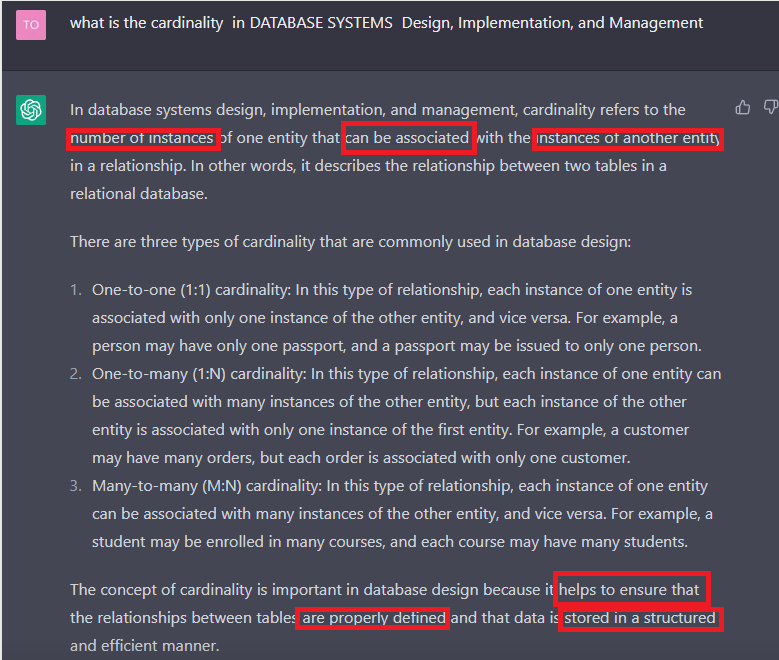 TO
what is the cardinality in DATABASE SYSTEMS Design, Implementation, and Management
In database systems design, implementation, and management, cardinality refers to the
number of instances of one entity that can be associated with the instances of another entity
in a relationship. In other words, it describes the relationship between two tables in a
relational database.
There are three types of cardinality that are commonly used in database design:
1. One-to-one (1:1) cardinality: In this type of relationship, each instance of one entity is
associated with only one instance of the other entity, and vice versa. For example, a
person may have only one passport, and a passport may be issued to only one person.
2. One-to-many (1:N) cardinality: In this type of relationship, each instance of one entity can
be associated with many instances of the other entity, but each instance of the other
entity is associated with only one instance of the first entity. For example, a customer
may have many orders, but each order is associated with only one customer.
3. Many-to-many (M:N) cardinality: In this type of relationship, each instance of one entity
can be associated with many instances of the other entity, and vice versa. For example, a
student may be enrolled in many courses, and each course may have many students.
The concept of cardinality is important in database design because it helps to ensure that
the relationships between tables are properly defined and that data is stored in a structured
and efficient manner.